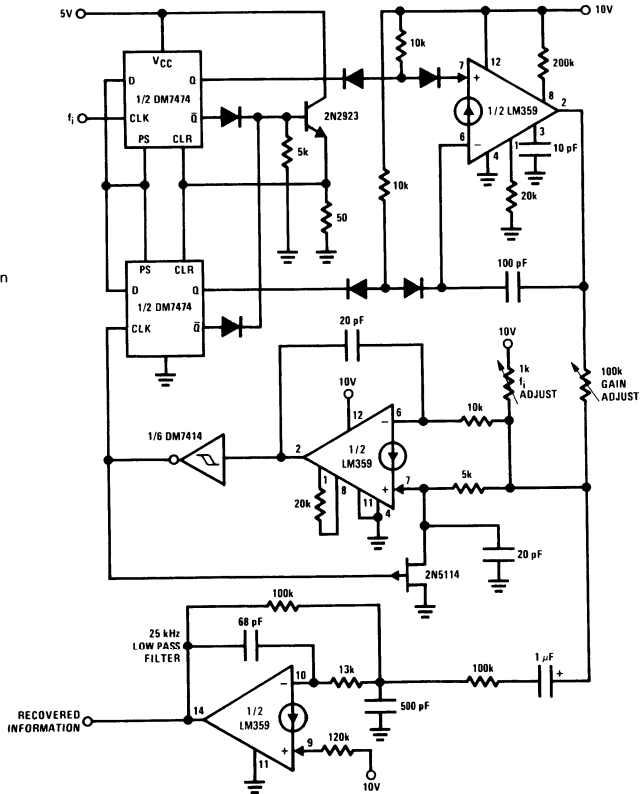 10V
5V
VCC
D
Q
1/2 DM7474
fi
CLK
Q̅
PS
CLR
2N2923
5k
50
10k
10k
7
+
12
200k
8
2
1/2 LM359
6
−
4
1
3
10 pF
20k
n
PS
CLR
D
Q
1/2 DM7474
CLK
Q̅
100 pF
20 pF
10V
12
−
6
10k
10V
1k
fi
ADJUST
100k
GAIN
ADJUST
1/6 DM7414
2
1/2
LM359
+
7
5k
1
8
11
4
20k
20 pF
2N5114
100k
25 kHz
LOW PASS
FILTER
68 pF
10
−
13k
100k
1 µF
+
500 pF
RECOVERED
INFORMATION
14
1/2
LM359
+
9
120k
11
10V